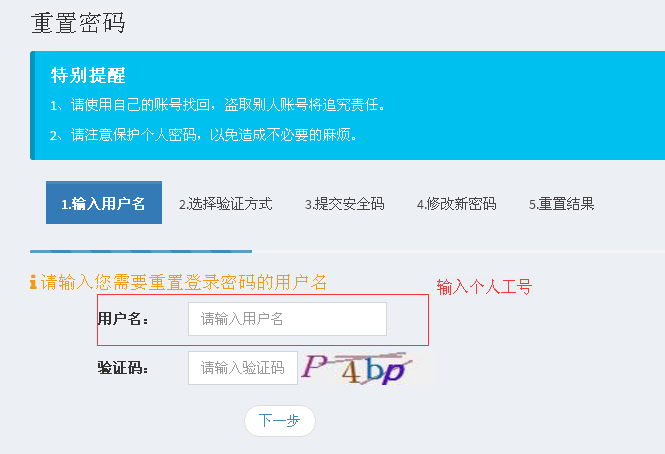 重置密码
特别提醒
1、请使用自己的账号找回，盗取别人账号将追究责任。
2、请注意保护个人密码，以免造成不必要的麻烦。
1.输入用户名 2.选择验证方式 3.提交安全码 4.修改新密码 5.重置结果
请输入您需要重置登录密码的用户名
输入个人工号
用户名： 请输入用户名
验证码： 请输入验证码 P4bp
下一步